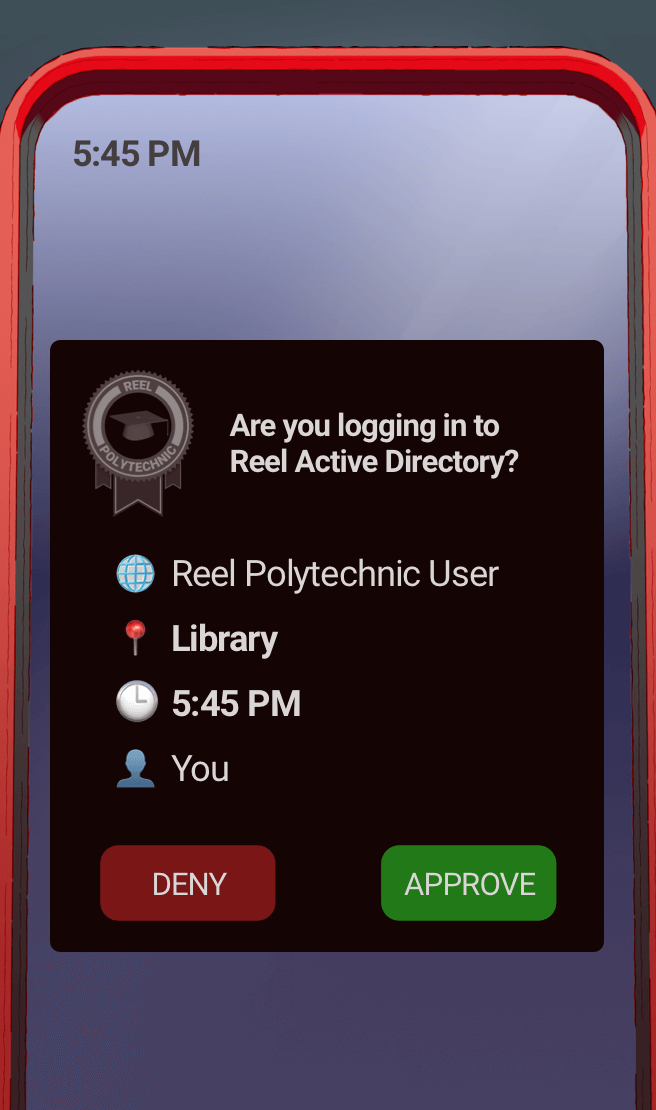 5:45 PM
REEL
POLYTECHNIC
Are you logging in to
Reel Active Directory?
Reel Polytechnic User
Library
5:45 PM
You
DENY
APPROVE